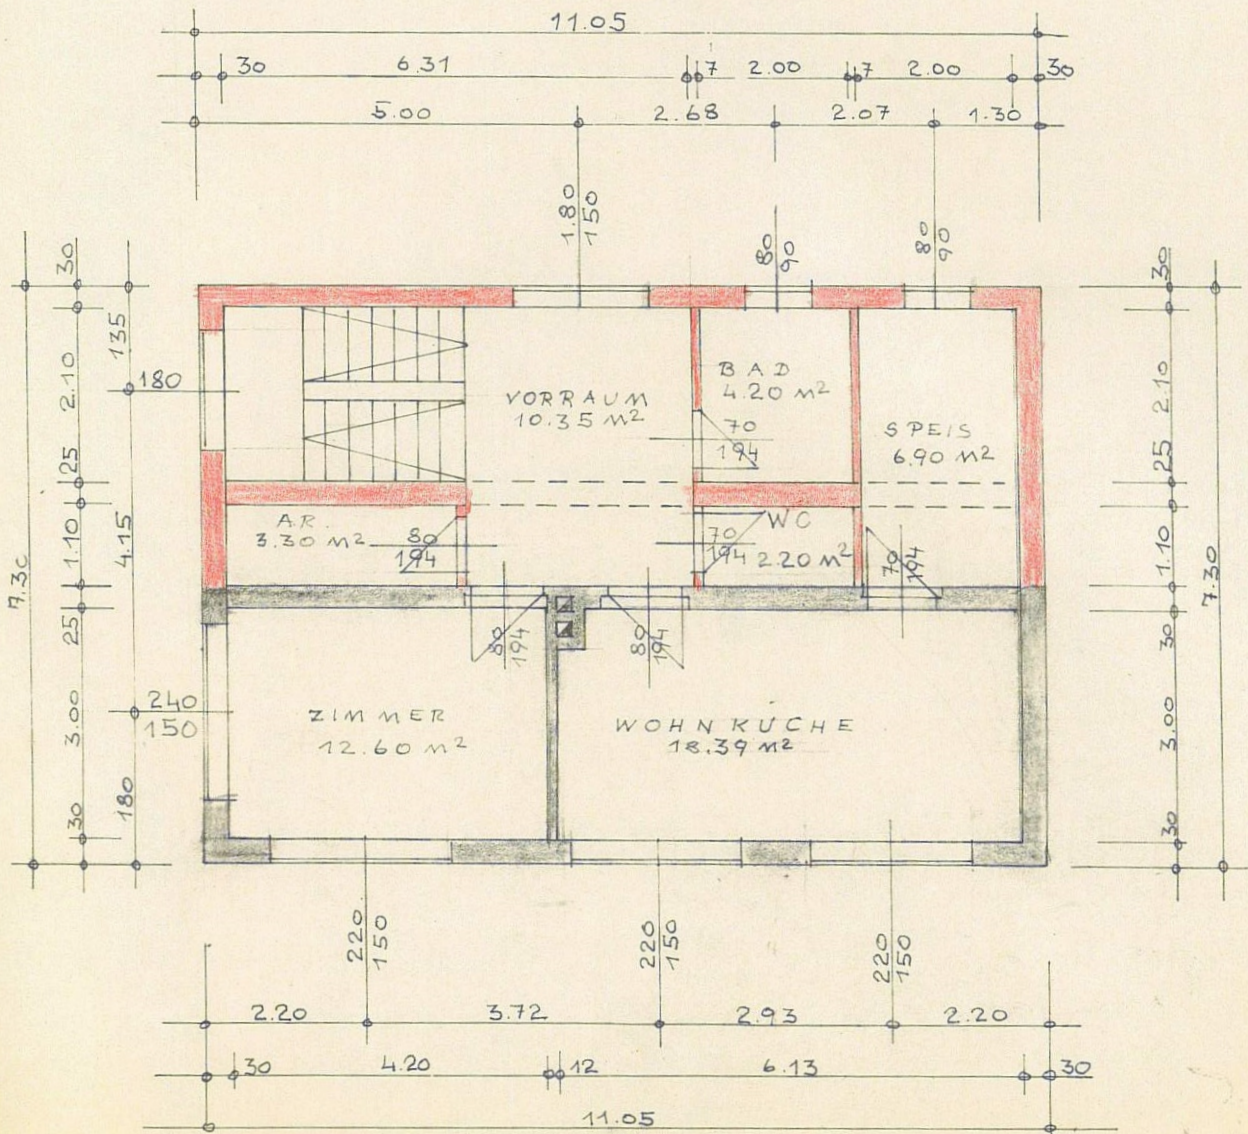 11.05
30 6.31 7 2.00 7 2.00 30
5.00 2.68 2.07 1.30
1.80
150
80
90
80
90
30
2.10
25
1.10
25
3.00
30
135
4.15
180
7.30
180
240
150
VORRAUM
10.35 M²
BAD
4.20 M²
70
194
SPEIS
6.90 M²
A.R.
3.30 M²
80
194
70
194
WC
2.20 M²
70
194
80
194
80
194
ZIMMER
12.60 M²
WOHNKÜCHE
18.39 M²
30
2.10
25
1.10
30
3.00
30
7.30
220
150
220
150
220
150
2.20 3.72 2.93 2.20
30 4.20 12 6.13 30
11.05